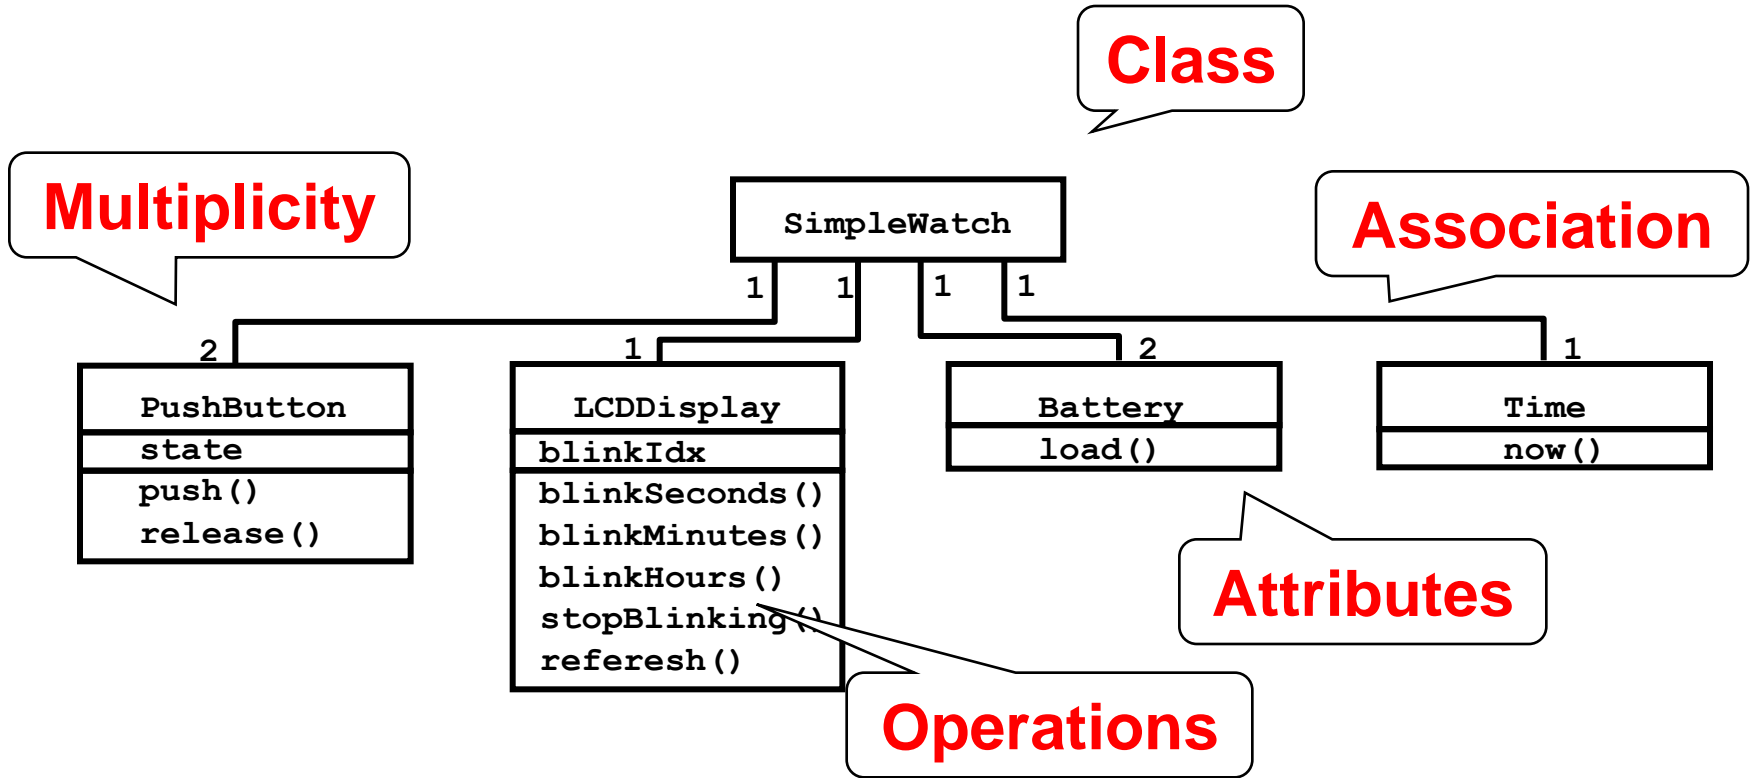 Class
Multiplicity
SimpleWatch
Association
1 1 1 1
2 1 2 1
PushButton
state
push()
release()
LCDDisplay
blinkIdx
blinkSeconds()
blinkMinutes()
blinkHours()
stopBlinking()
referesh()
Battery
load()
Time
now()
Attributes
Operations